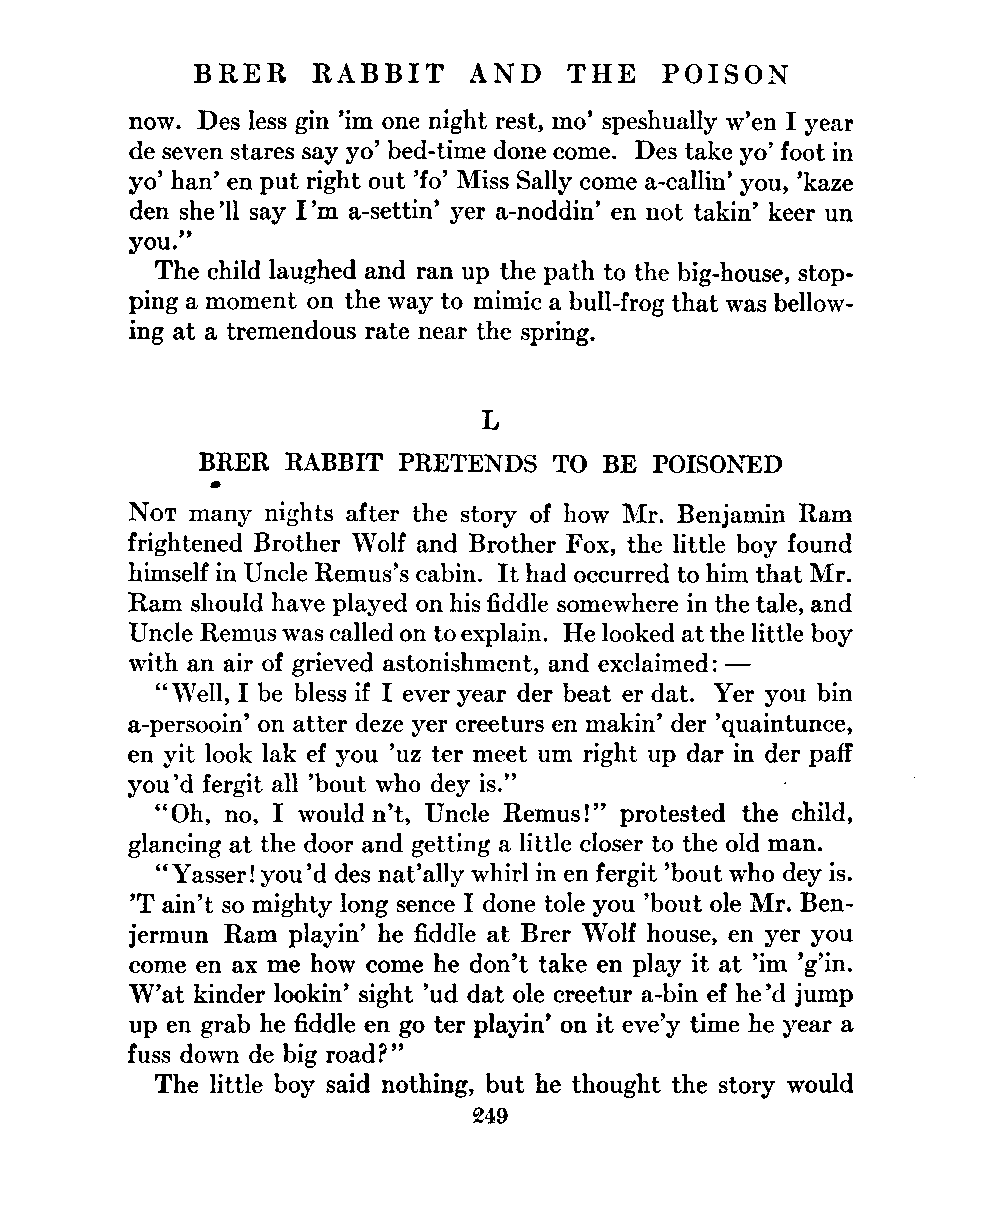 BRER RABBIT AND THE POISON
now. Des less gin 'im one night rest, mo' speshually w'en I year
de seven stares say yo' bed-time done come. Des take yo' foot in
yo' han' en put right out 'fo' Miss Sally come a-callin' you, 'kaze
den she'll say I'm a-settin' yer a-noddin' en not takin' keer un
you."
The child laughed and ran up the path to the big-house, stop-
ping a moment on the way to mimic a bull-frog that was bellow-
ing at a tremendous rate near the spring.
L
BRER RABBIT PRETENDS TO BE POISONED
NOT many nights after the story of how Mr. Benjamin Ram
frightened Brother Wolf and Brother Fox, the little boy found
himself in Uncle Remus's cabin. It had occurred to him that Mr.
Ram should have played on his fiddle somewhere in the tale, and
Uncle Remus was called on to explain. He looked at the little boy
with an air of grieved astonishment, and exclaimed: —
"Well, I be bless if I ever year der beat er dat. Yer you bin
a-persooin' on atter deze yer creeturs en makin' der 'quaintunce,
en yit look lak ef you 'uz ter meet um right up dar in der paff
you'd fergit all 'bout who dey is."
"Oh, no, I would n't, Uncle Remus!" protested the child,
glancing at the door and getting a little closer to the old man.
"Yasser! you'd des nat'ally whirl in en fergit 'bout who dey is.
'T ain't so mighty long sence I done tole you 'bout ole Mr. Ben-
jermun Ram playin' he fiddle at Brer Wolf house, en yer you
come en ax me how come he don't take en play it at 'im 'g'in.
W'at kinder lookin' sight 'ud dat ole creetur a-bin ef he'd jump
up en grab he fiddle en go ter playin' on it eve'y time he year a
fuss down de big road?"
The little boy said nothing, but he thought the story would
249